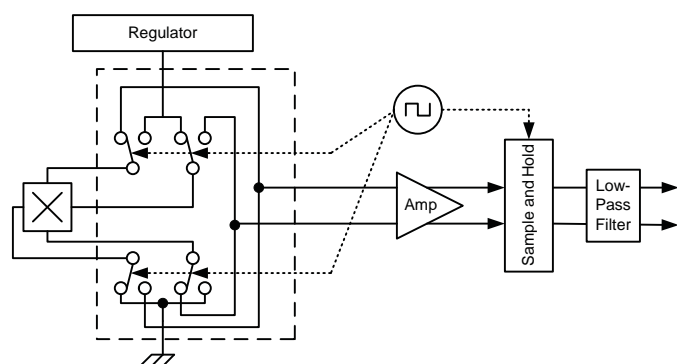 Regulator
Amp
Sample and Hold
Low-
Pass
Filter